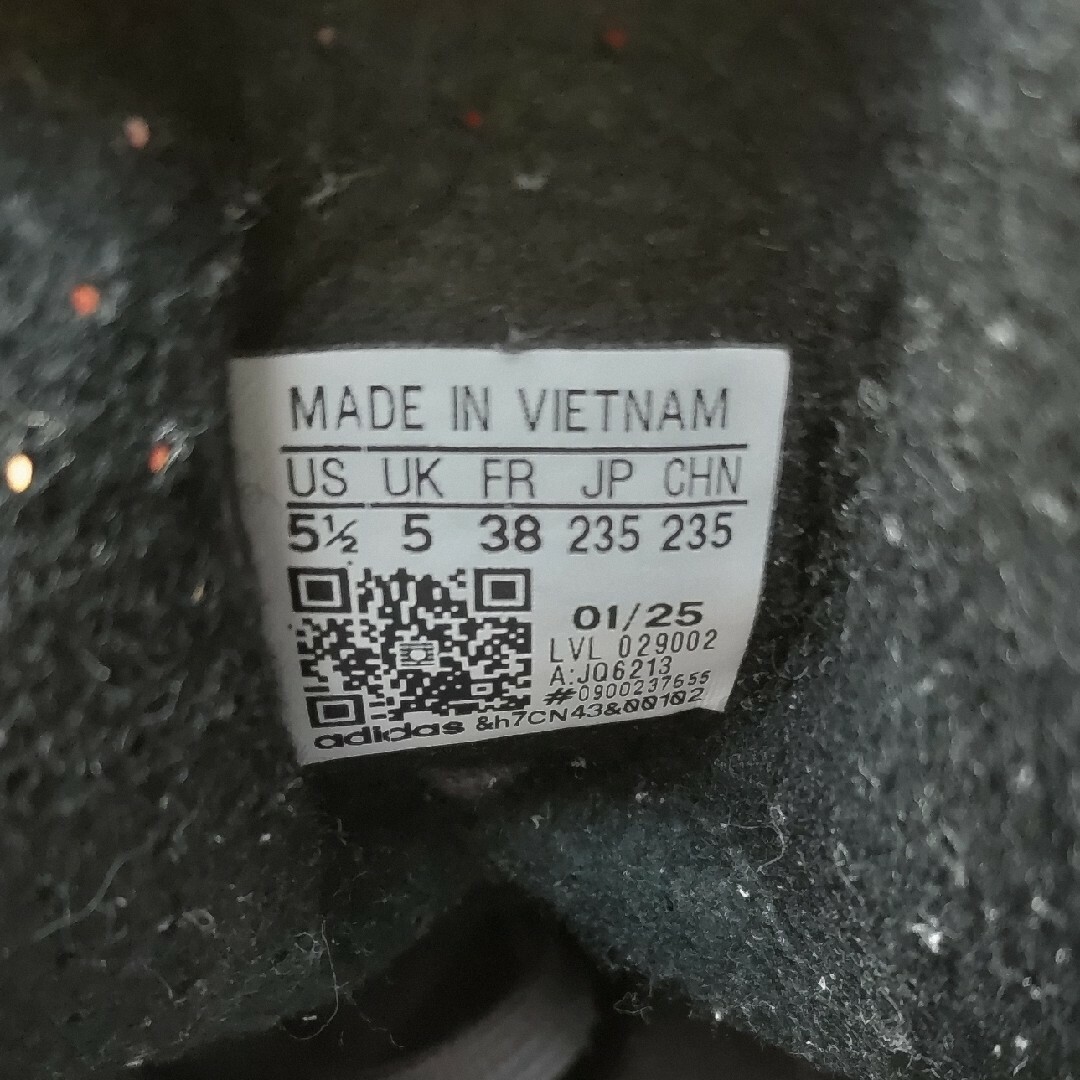 MADE IN VIETNAM
US UK FR JP CHN
5½ 5 38 235 235
01/25
LVL 029002
A:JQ6213
#0900237655
adidas &h7CN43&00102